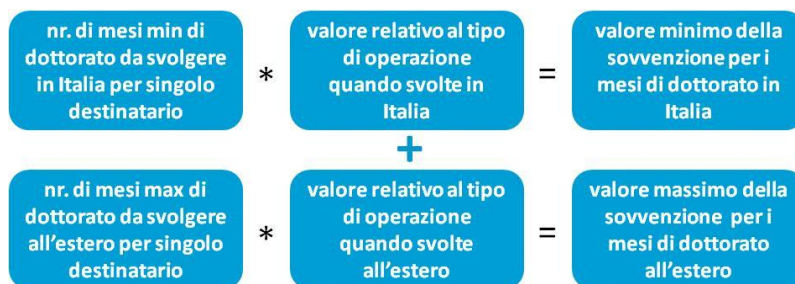 nr. di mesi min di
dottorato da svolgere
in Italia per singolo
destinatario
*
valore relativo al tipo
di operazione
quando svolte in
Italia
=
valore minimo della
sovvenzione per i
mesi di dottorato in
Italia
+
nr. di mesi max di
dottorato da svolgere
all'estero per singolo
destinatario
*
valore relativo al tipo
di operazione
quando svolte
all'estero
=
valore massimo della
sovvenzione per i
mesi di dottorato
all'estero